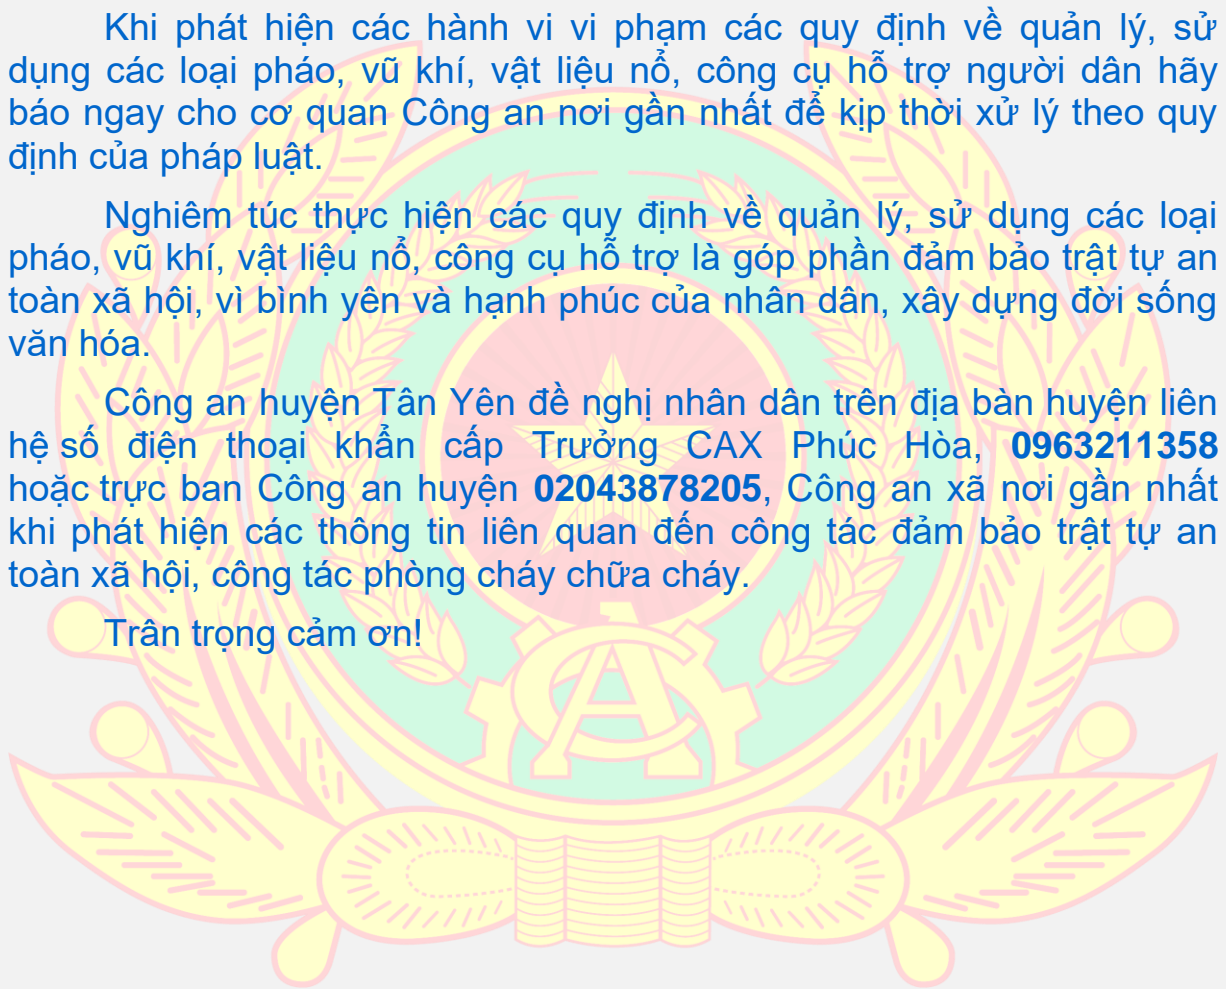 Khi phát hiện các hành vi vi phạm các quy định về quản lý, sử
dụng các loại pháo, vũ khí, vật liệu nổ, công cụ hỗ trợ người dân hãy
báo ngay cho cơ quan Công an nơi gần nhất để kịp thời xử lý theo quy
định của pháp luật.
Nghiêm túc thực hiện các quy định về quản lý, sử dụng các loại
pháo, vũ khí, vật liệu nổ, công cụ hỗ trợ là góp phần đảm bảo trật tự an
toàn xã hội, vì bình yên và hạnh phúc của nhân dân, xây dựng đời sống
văn hóa.
Công an huyện Tân Yên đề nghị nhân dân trên địa bàn huyện liên
hệ số điện thoại khẩn cấp Trưởng CAX Phúc Hòa, 0963211358
hoặc trực ban Công an huyện 02043878205, Công an xã nơi gần nhất
khi phát hiện các thông tin liên quan đến công tác đảm bảo trật tự an
toàn xã hội, công tác phòng cháy chữa cháy.
Trân trọng cảm ơn!
CA